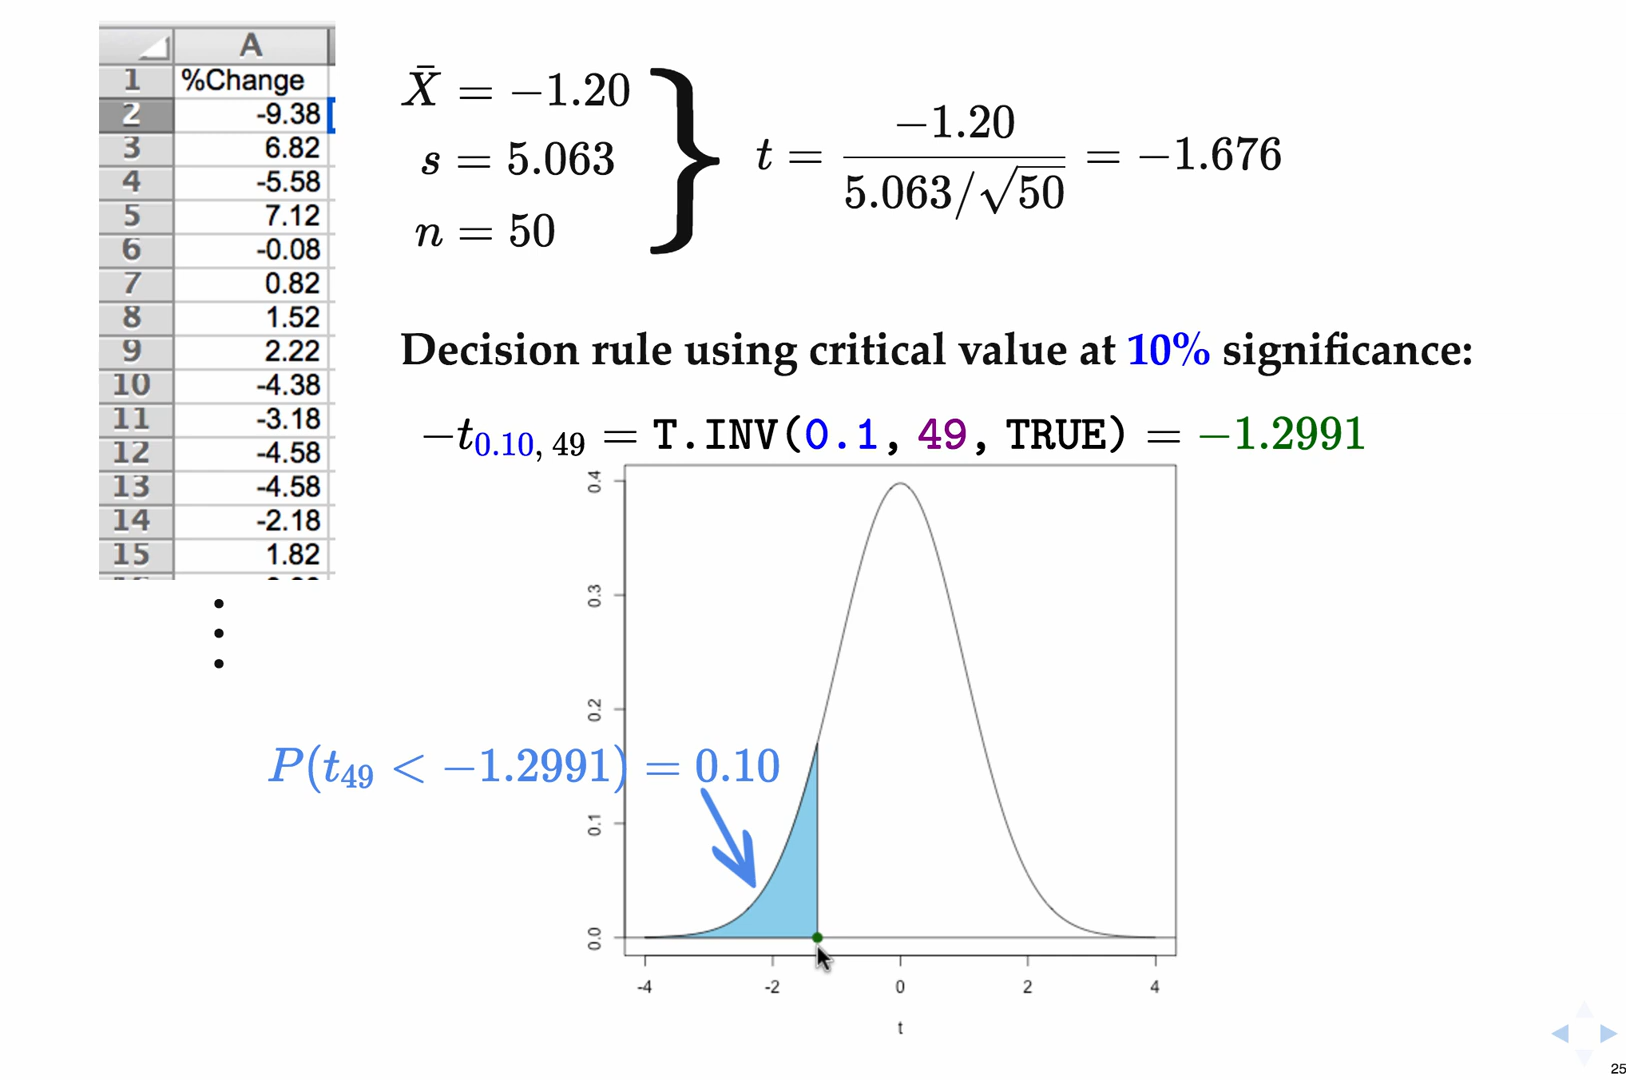 A
1 %Change
2 -9.38
3 6.82
4 -5.58
5 7.12
6 -0.08
7 0.82
8 1.52
9 2.22
10 -4.38
11 -3.18
12 -4.58
13 -4.58
14 -2.18
15 1.82
X̄ = −1.20
s = 5.063
n = 50
t = −1.20 / (5.063/√50) = −1.676
Decision rule using critical value at 10% significance:
−t₀.₁₀, ₄₉ = T.INV(0.1, 49, TRUE) = −1.2991
P(t₄₉ < −1.2991) = 0.10
0.4
0.3
0.2
0.1
0.0
-4 -2 0 2 4
t
25